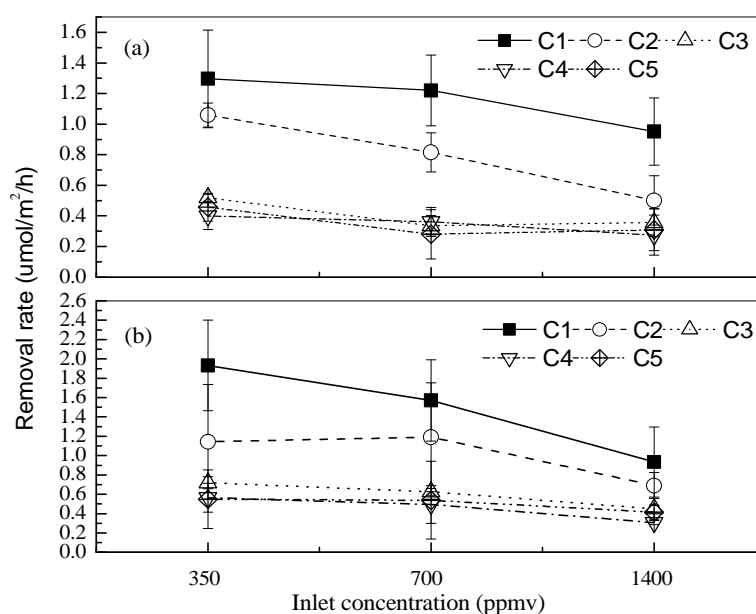 1.6
(a)
C1 C2 C3
1.4
C4 C5
1.2
1.0
0.8
0.6
0.4
0.2
0.0
2.6
(b)
C1 C2 C3
2.4
2.2
C4 C5
2.0
1.8
1.6
1.4
1.2
1.0
0.8
0.6
0.4
0.2
0.0
Removal rate (umol/m²/h)
350 700 1400
Inlet concentration (ppmv)